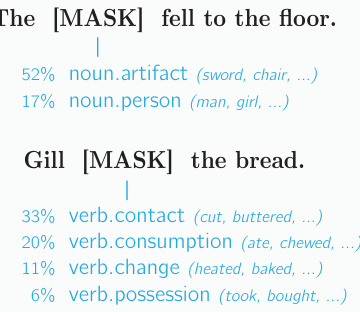 The [MASK] fell to the floor.
52% noun.artifact (sword, chair, ...)
17% noun.person (man, girl, ...)
Gill [MASK] the bread.
33% verb.contact (cut, buttered, ...)
20% verb.consumption (ate, chewed, ...)
11% verb.change (heated, baked, ...)
6% verb.possession (took, bought, ...)